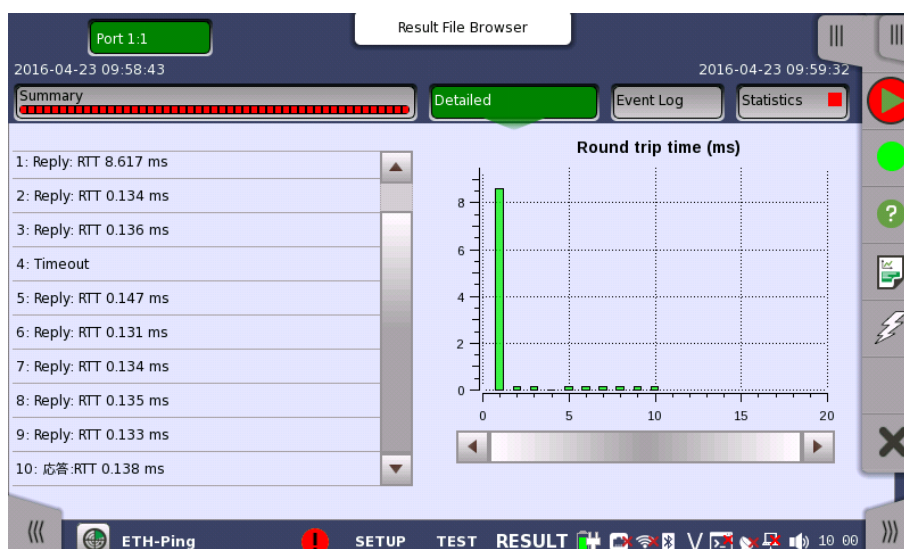 Port 1:1
Result File Browser
2016-04-23 09:58:43
2016-04-23 09:59:32
Summary
Detailed
Event Log
Statistics
1: Reply: RTT 8.617 ms
2: Reply: RTT 0.134 ms
3: Reply: RTT 0.136 ms
4: Timeout
5: Reply: RTT 0.147 ms
6: Reply: RTT 0.131 ms
7: Reply: RTT 0.134 ms
8: Reply: RTT 0.135 ms
9: Reply: RTT 0.133 ms
10: 応答:RTT 0.138 ms
Round trip time (ms)
8
6
4
2
0
0 5 10 15 20
ETH-Ping
SETUP TEST RESULT
10 00